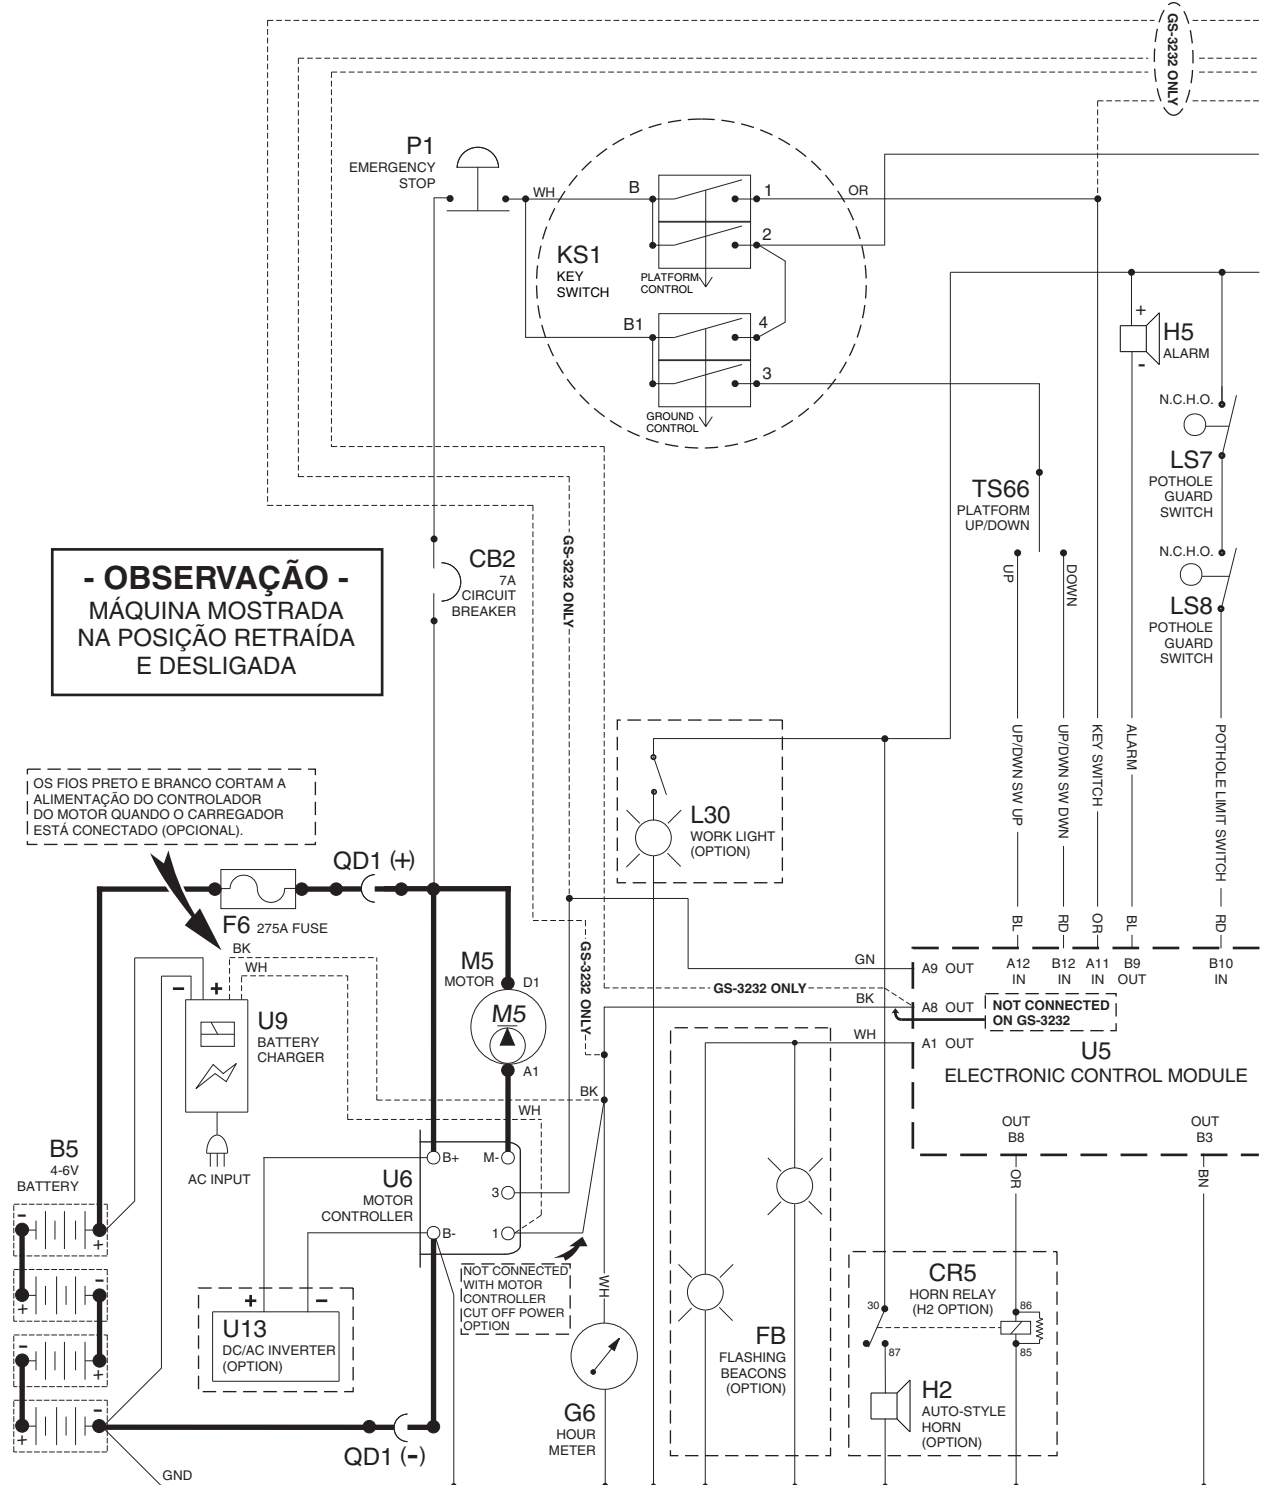 GS-3232 ONLY
P1
EMERGENCY
STOP
WH
B
1
OR
2
KS1
KEY
SWITCH
PLATFORM
CONTROL
B1
4
3
GROUND
CONTROL
+
H5
ALARM
-
N.C.H.O.
LS7
POTHOLE
GUARD
SWITCH
TS66
PLATFORM
UP/DOWN
UP
DOWN
N.C.H.O.
LS8
POTHOLE
GUARD
SWITCH
- OBSERVAÇÃO -
MÁQUINA MOSTRADA
NA POSIÇÃO RETRAÍDA
E DESLIGADA
CB2
7A
CIRCUIT
BREAKER
GS-3232 ONLY
UP/DWN SW UP
UP/DWN SW DWN
KEY SWITCH
ALARM
POTHOLE LIMIT SWITCH
OS FIOS PRETO E BRANCO CORTAM A
ALIMENTAÇÃO DO CONTROLADOR
DO MOTOR QUANDO O CARREGADOR
ESTÁ CONECTADO (OPCIONAL).
L30
WORK LIGHT
(OPTION)
QD1 (+)
F6 275A FUSE
BK
WH
BL
RD
OR
BL
RD
M5
MOTOR
D1
M5
A1
GS-3232 ONLY
GN
A9 OUT
A12
IN
B12
IN
A11
IN
B9
OUT
B10
IN
GS-3232 ONLY
BK
A8 OUT
NOT CONNECTED
ON GS-3232
WH
A1 OUT
U5
ELECTRONIC CONTROL MODULE
- +
U9
BATTERY
CHARGER
AC INPUT
BK
WH
OUT
B8
OUT
B3
OR
BN
B5
4-6V
BATTERY
U6
MOTOR
CONTROLLER
B+
M-
3
B-
1
- +
+ -
- +
+ -
NOT CONNECTED
WITH MOTOR
CONTROLLER
CUT OFF POWER
OPTION
WH
+ -
U13
DC/AC INVERTER
(OPTION)
G6
HOUR
METER
FB
FLASHING
BEACONS
(OPTION)
CR5
HORN RELAY
(H2 OPTION)
30
87
86
85
H2
AUTO-STYLE
HORN
(OPTION)
QD1 (-)
GND